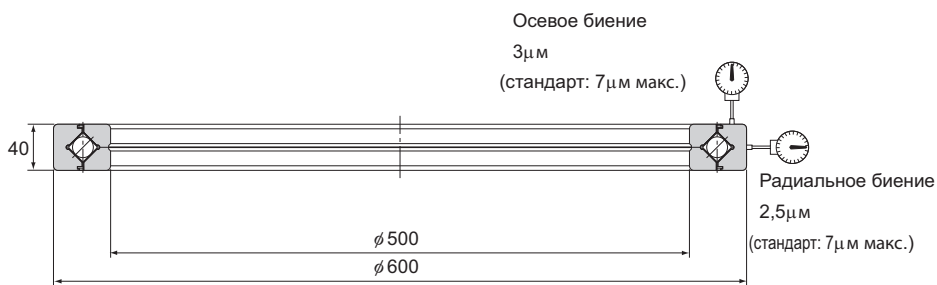 Осевое биение
3μм
(стандарт: 7μм макс.)
40
Радиальное биение
2,5μм
(стандарт: 7μм макс.)
ϕ500
ϕ600